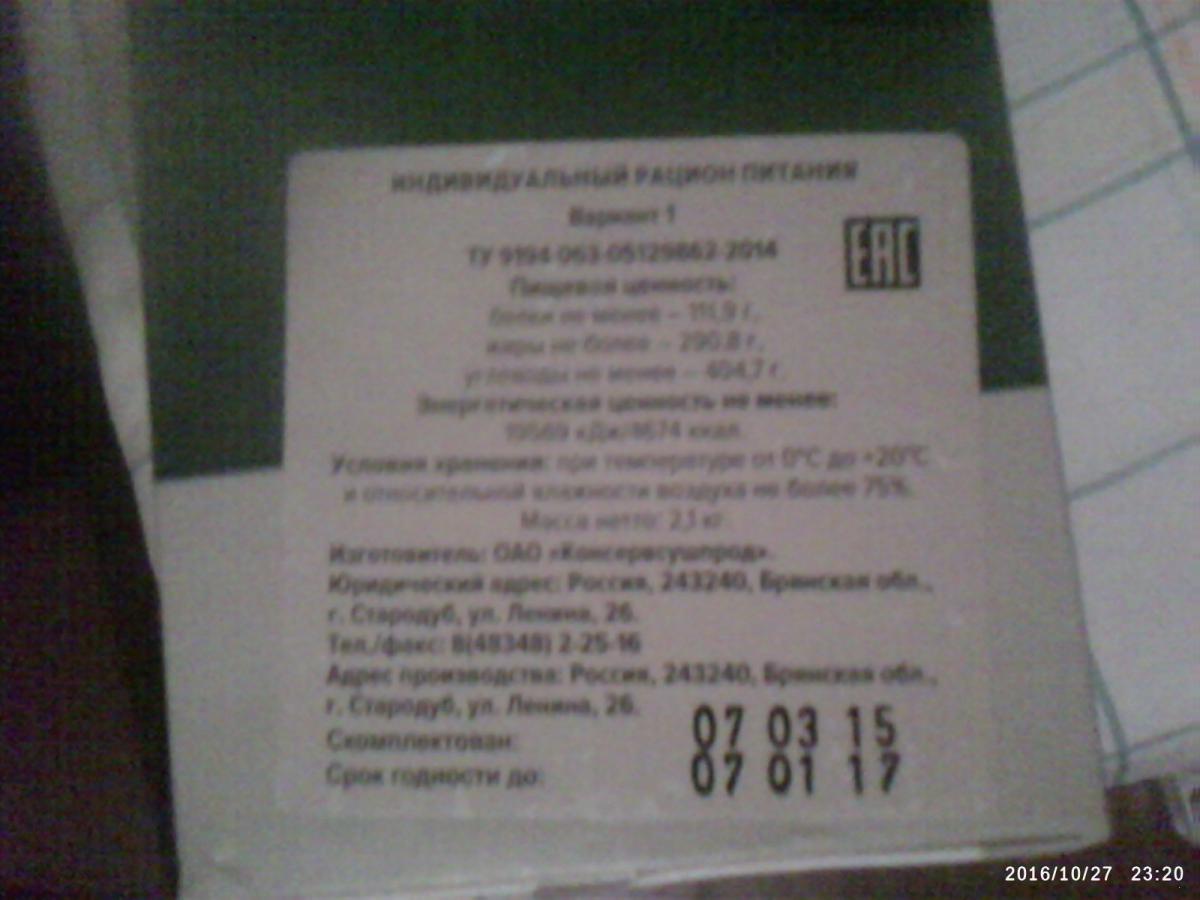 ИНДИВИДУАЛЬНЫЙ РАЦИОН ПИТАНИЯ
Вариант 1
ТУ 9194-063-05129862-2014
EAC
Пищевая ценность:
белки не менее – 111,9 г,
жиры не более – 290,8 г,
углеводы не менее – 404,7 г.
Энергетическая ценность не менее:
19569 кДж/4674 ккал.
Условия хранения: при температуре от 0°С до +20°С
и относительной влажности воздуха не более 75%.
Масса нетто: 2,1 кг.
Изготовитель: ОАО «Консервсушпрод».
Юридический адрес: Россия, 243240, Брянская обл.,
г. Стародуб, ул. Ленина, 26.
Тел./факс: 8(48348) 2-25-16
Адрес производства: Россия, 243240, Брянская обл.,
г. Стародуб, ул. Ленина, 26.
Скомплектован: 07 03 15
Срок годности до: 07 01 17
2016/10/27 23:20